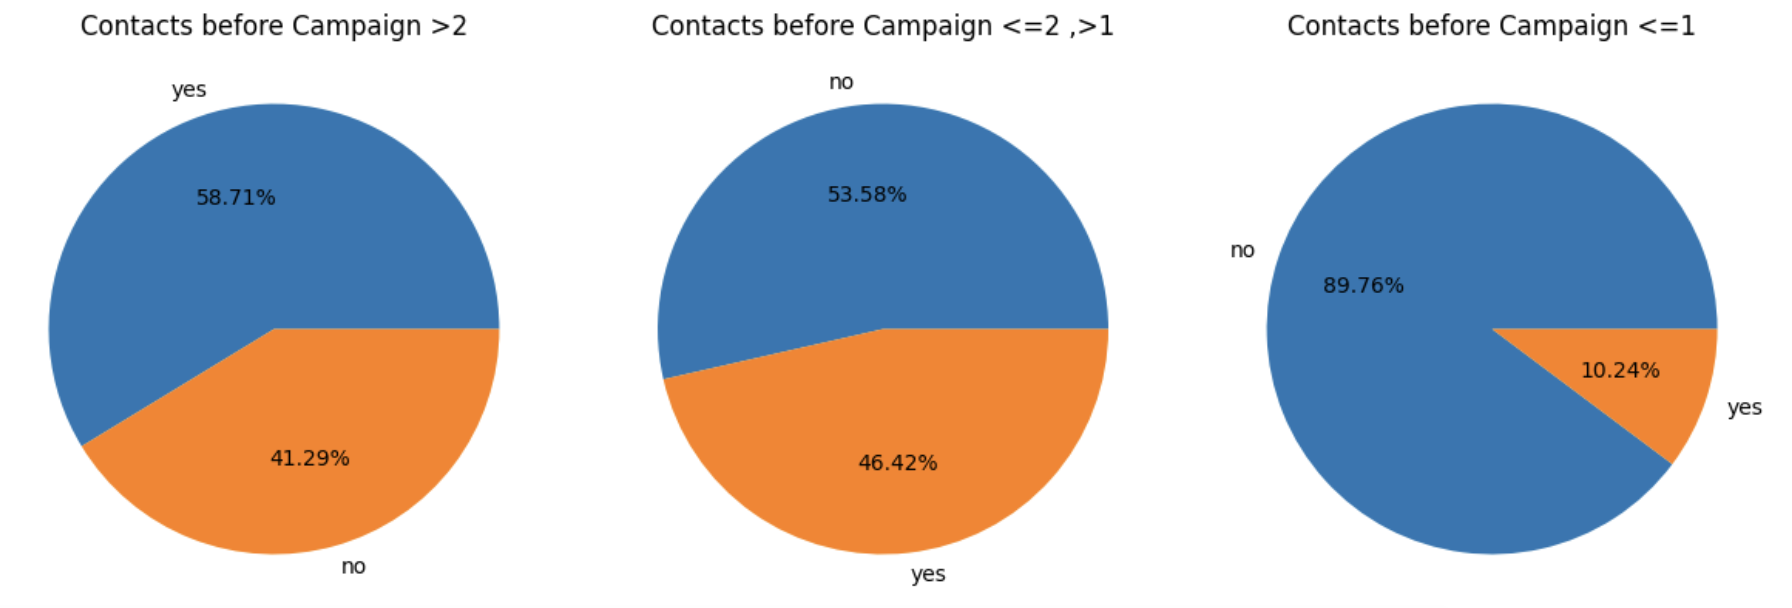 Contacts before Campaign >2
yes
58.71%
41.29%
no
Contacts before Campaign <=2 ,>1
no
53.58%
46.42%
yes
Contacts before Campaign <=1
no
89.76%
10.24%
yes